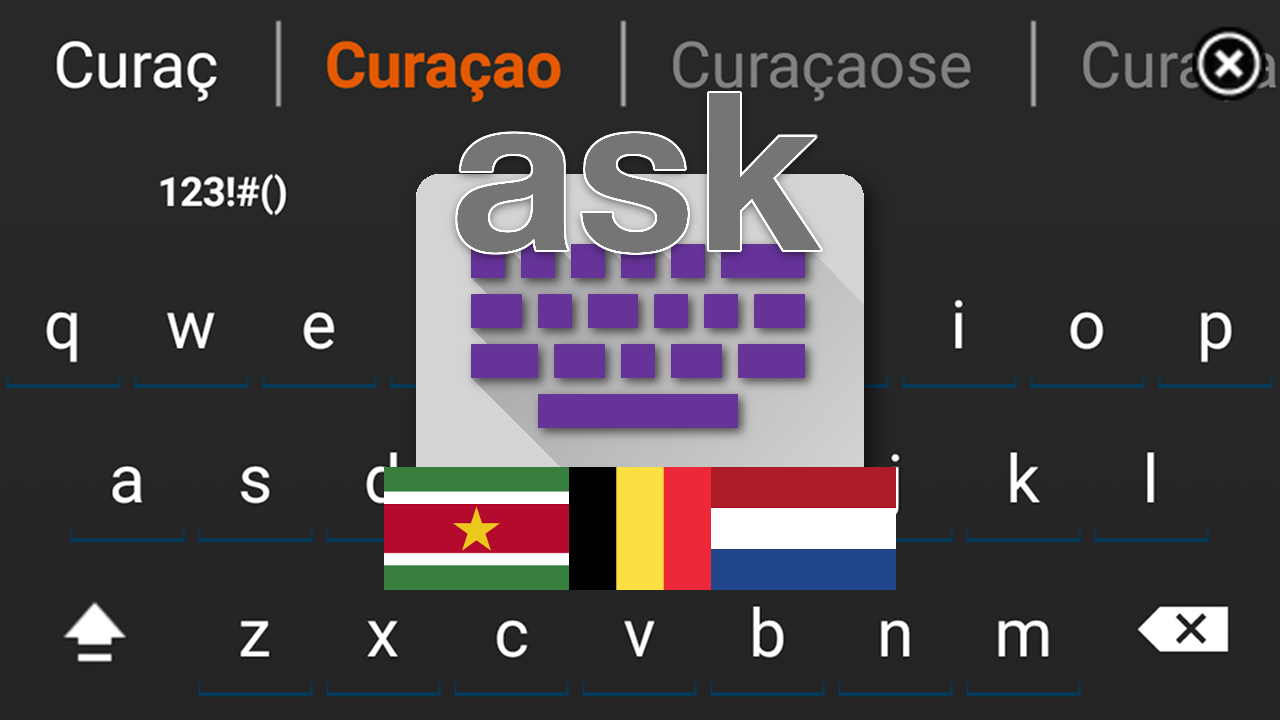 Curaç Curaçao Curaçaose
ask
123!#()
q w e i o p
a s d j k l
z x c v b n m